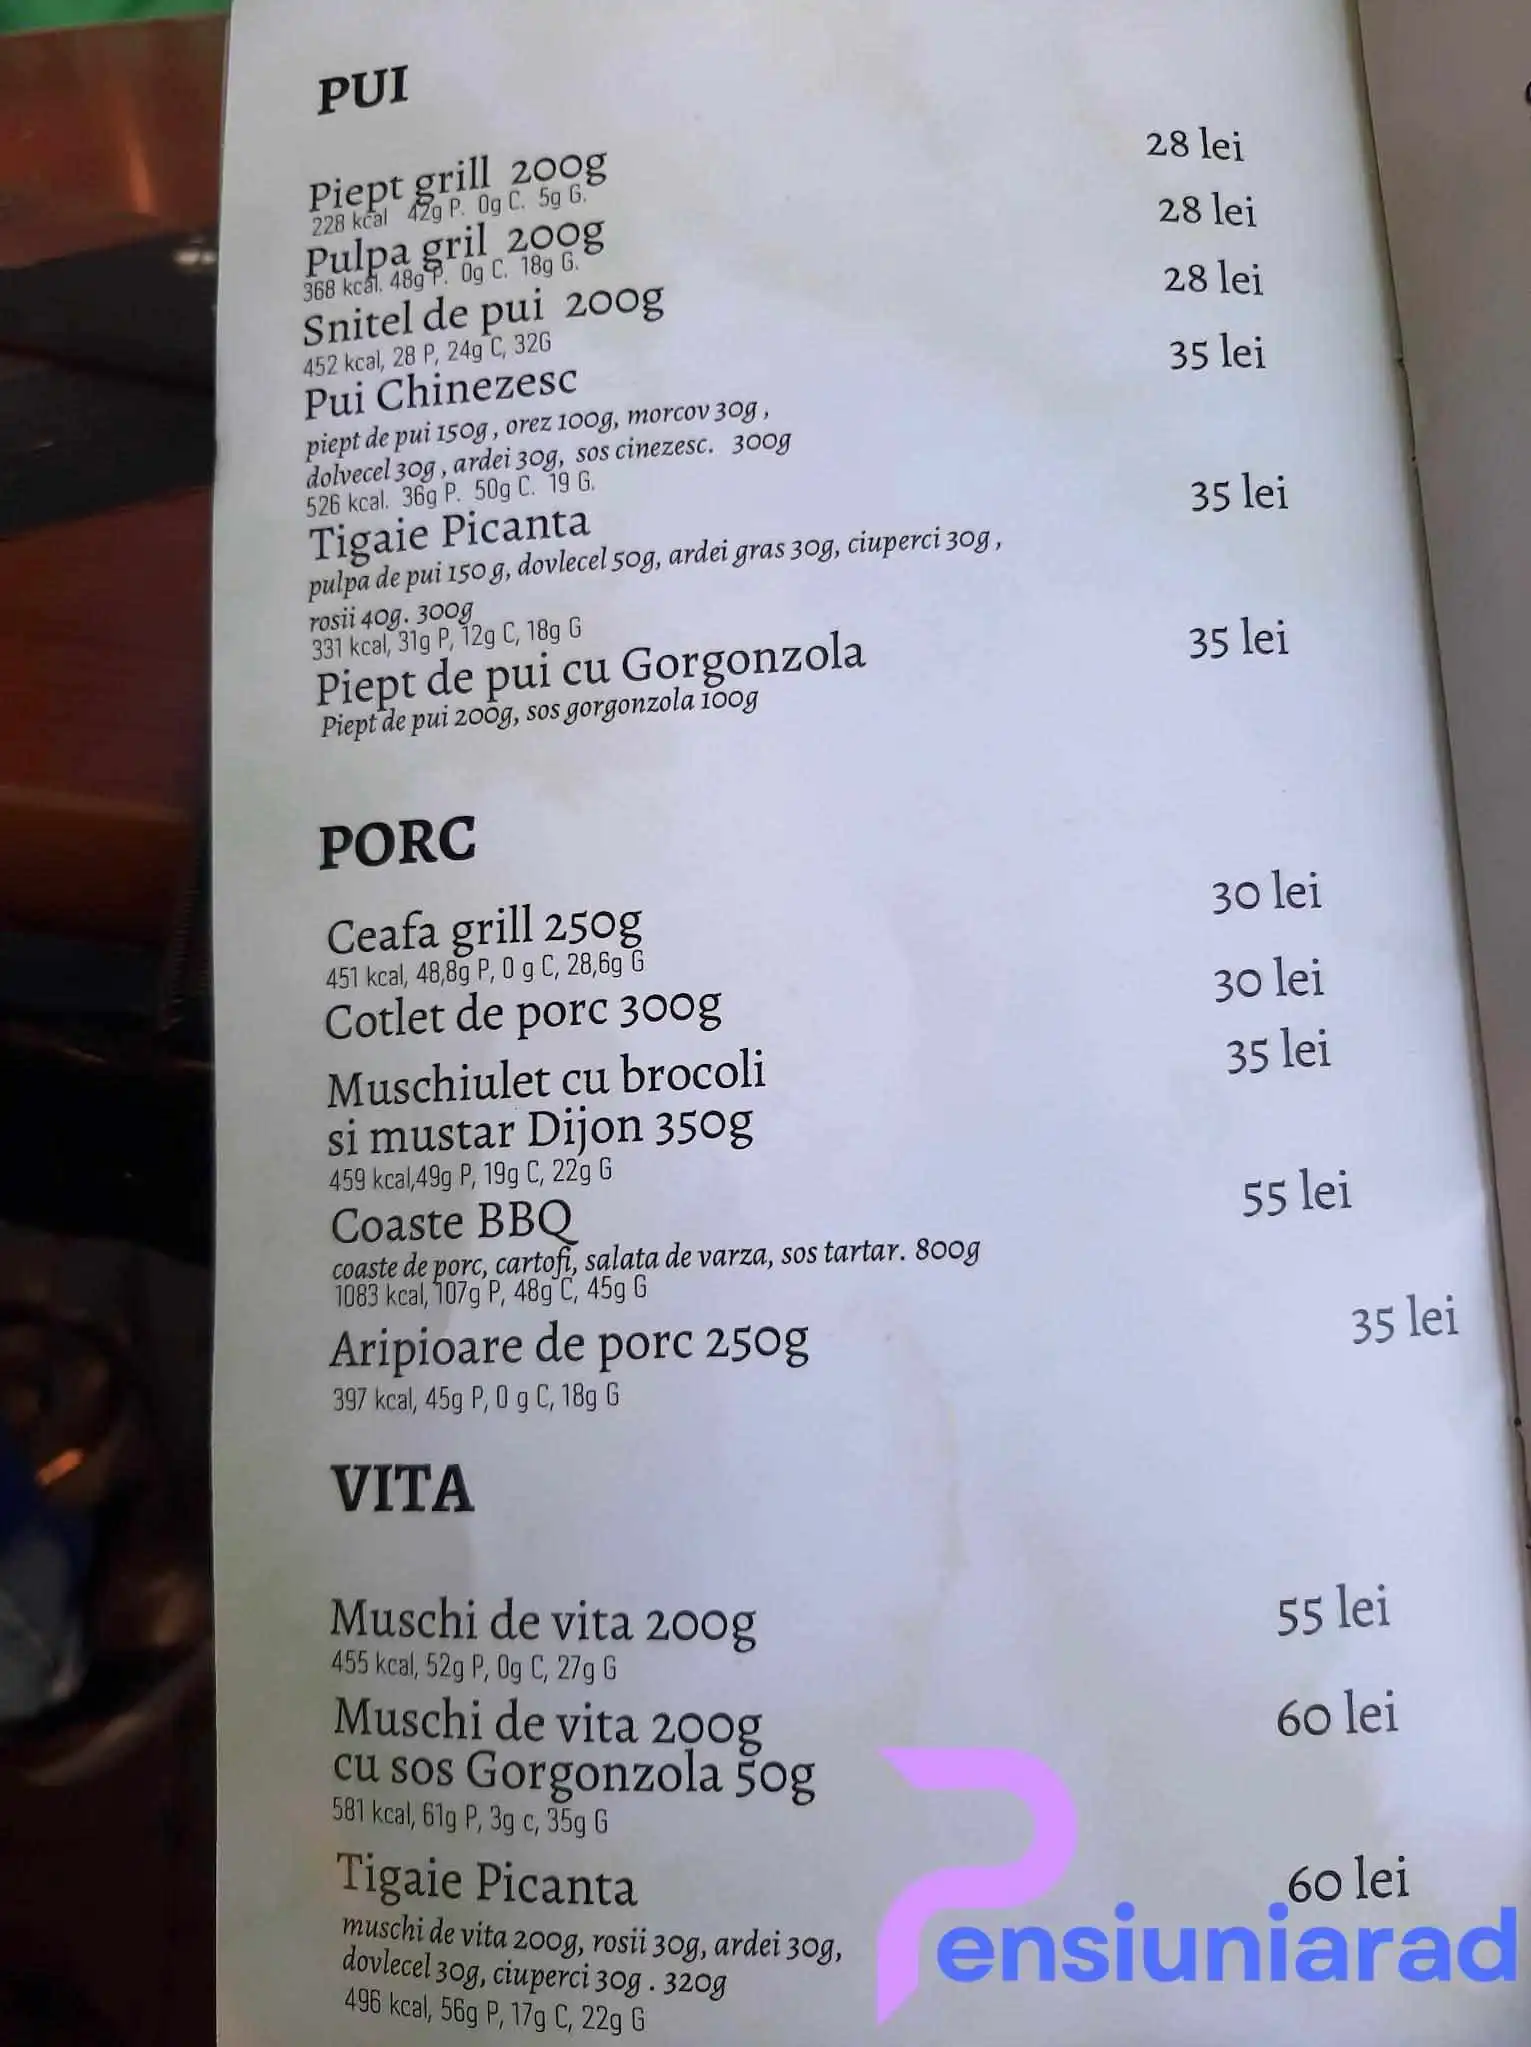 PUI
Piept grill 200g 28 lei
228 kcal 42g P. 0g C. 5g G.
Pulpa gril 200g 28 lei
368 kcal. 48g P. 0g C. 18g G.
Snitel de pui 200g 28 lei
452 kcal, 28 P, 24g C, 32G
Pui Chinezesc 35 lei
piept de pui 150g, orez 100g, morcov 30g,
dolvecel 30g, ardei 30g, sos cinezesc. 300g
526 kcal. 36g P. 50g C. 19 G.
Tigaie Picanta 35 lei
pulpa de pui 150 g, dovlecel 50g, ardei gras 30g, ciuperci 30g,
rosii 40g. 300g
331 kcal, 31g P, 12g C, 18g G
Piept de pui cu Gorgonzola 35 lei
Piept de pui 200g, sos gorgonzola 100g
PORC
Ceafa grill 250g 30 lei
451 kcal, 48,8g P, 0 g C, 28,6g G
Cotlet de porc 300g 30 lei
Muschiulet cu brocoli 35 lei
si mustar Dijon 350g
459 kcal,49g P, 19g C, 22g G
Coaste BBQ 55 lei
coaste de porc, cartofi, salata de varza, sos tartar. 800g
1083 kcal, 107g P, 48g C, 45g G
Aripioare de porc 250g 35 lei
397 kcal, 45g P, 0 g C, 18g G
VITA
Muschi de vita 200g 55 lei
455 kcal, 52g P, 0g C, 27g G
Muschi de vita 200g 60 lei
cu sos Gorgonzola 50g
581 kcal, 61g P, 3g c, 35g G
Tigaie Picanta 60 lei
muschi de vita 200g, rosii 30g, ardei 30g,
dovlecel 30g, ciuperci 30g. 320g
496 kcal, 56g P, 17g C, 22g G
Pensiuniarad